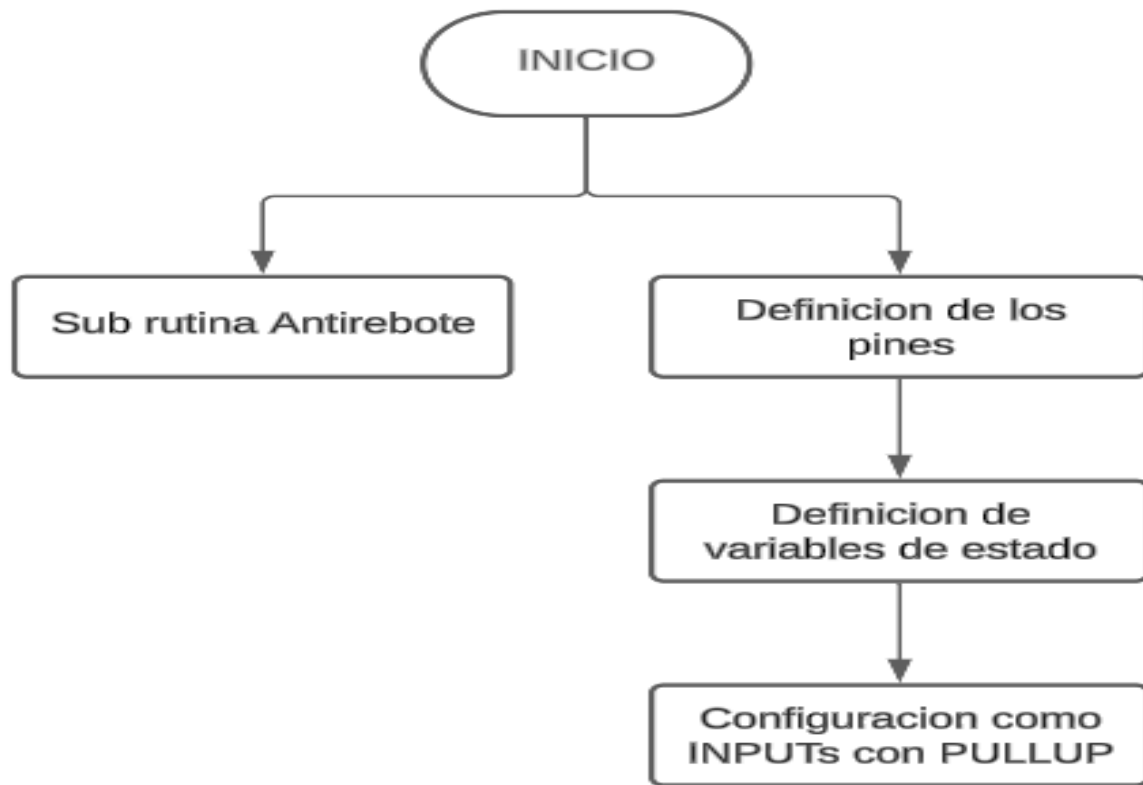 INICIO
Sub rutina Antirebote
Definicion de los
pines
Definicion de
variables de estado
Configuracion como
INPUTs con PULLUP